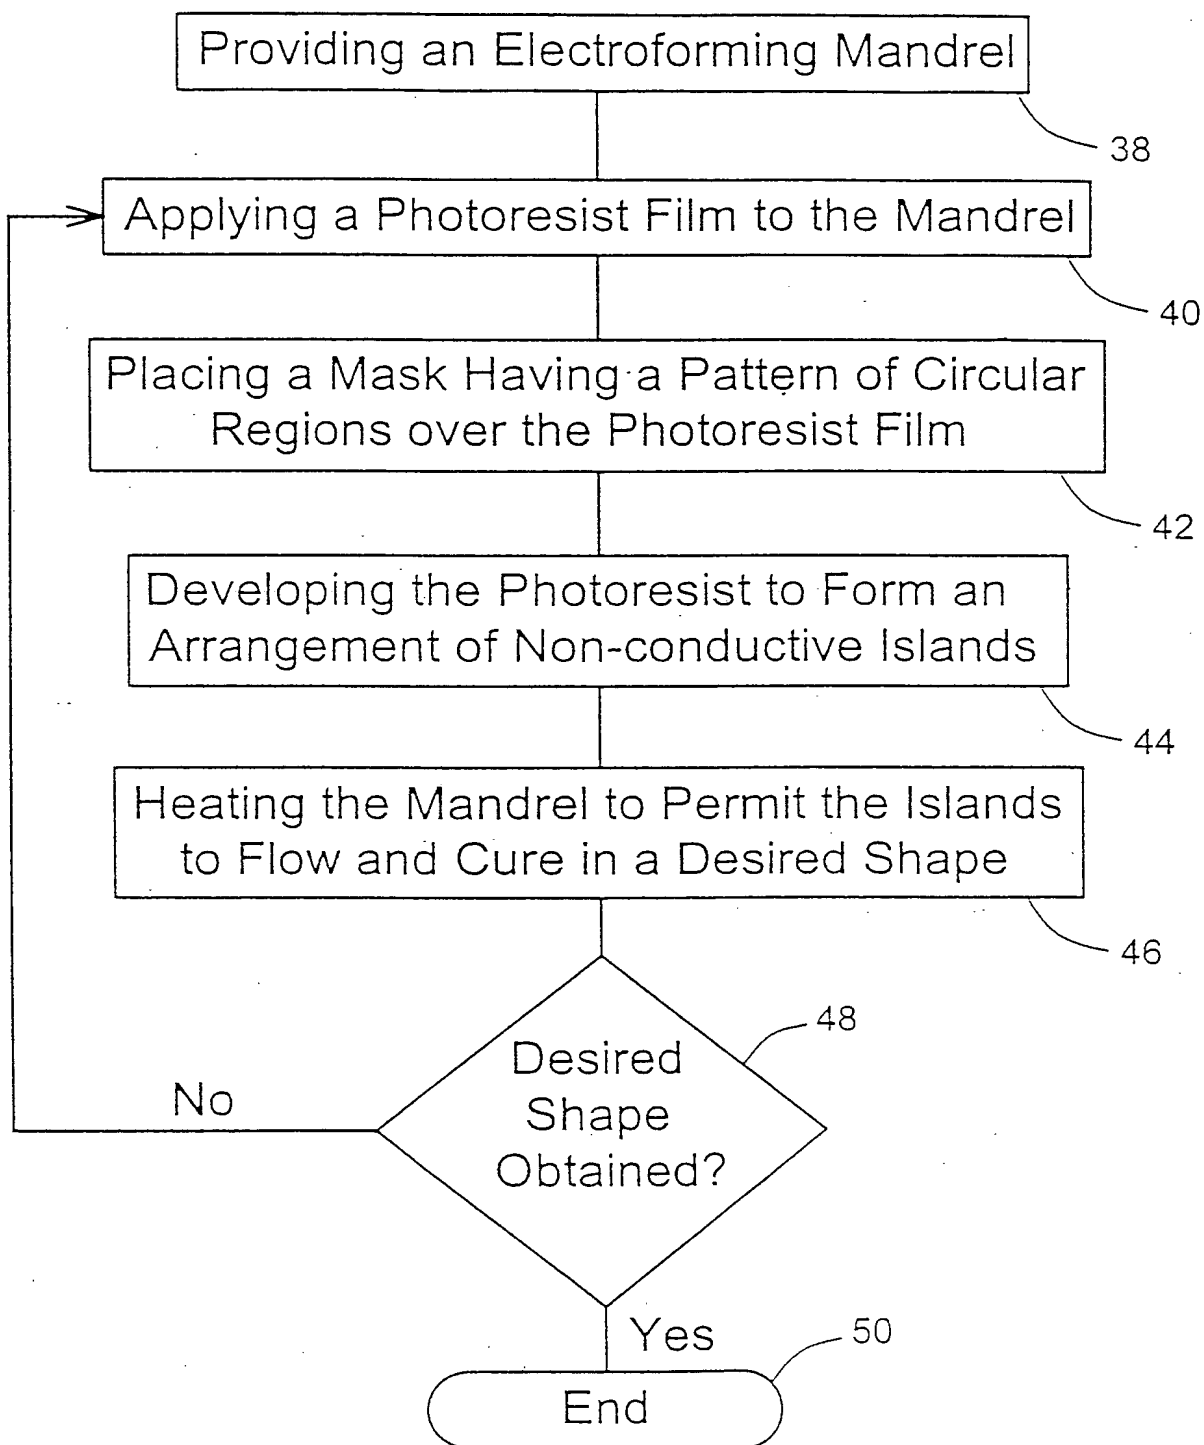 Providing an Electroforming Mandrel
38
Applying a Photoresist Film to the Mandrel
40
Placing a Mask Having a Pattern of Circular
Regions over the Photoresist Film
42
Developing the Photoresist to Form an
Arrangement of Non-conductive Islands
44
Heating the Mandrel to Permit the Islands
to Flow and Cure in a Desired Shape
46
48
Desired
Shape
Obtained?
No
Yes
50
End